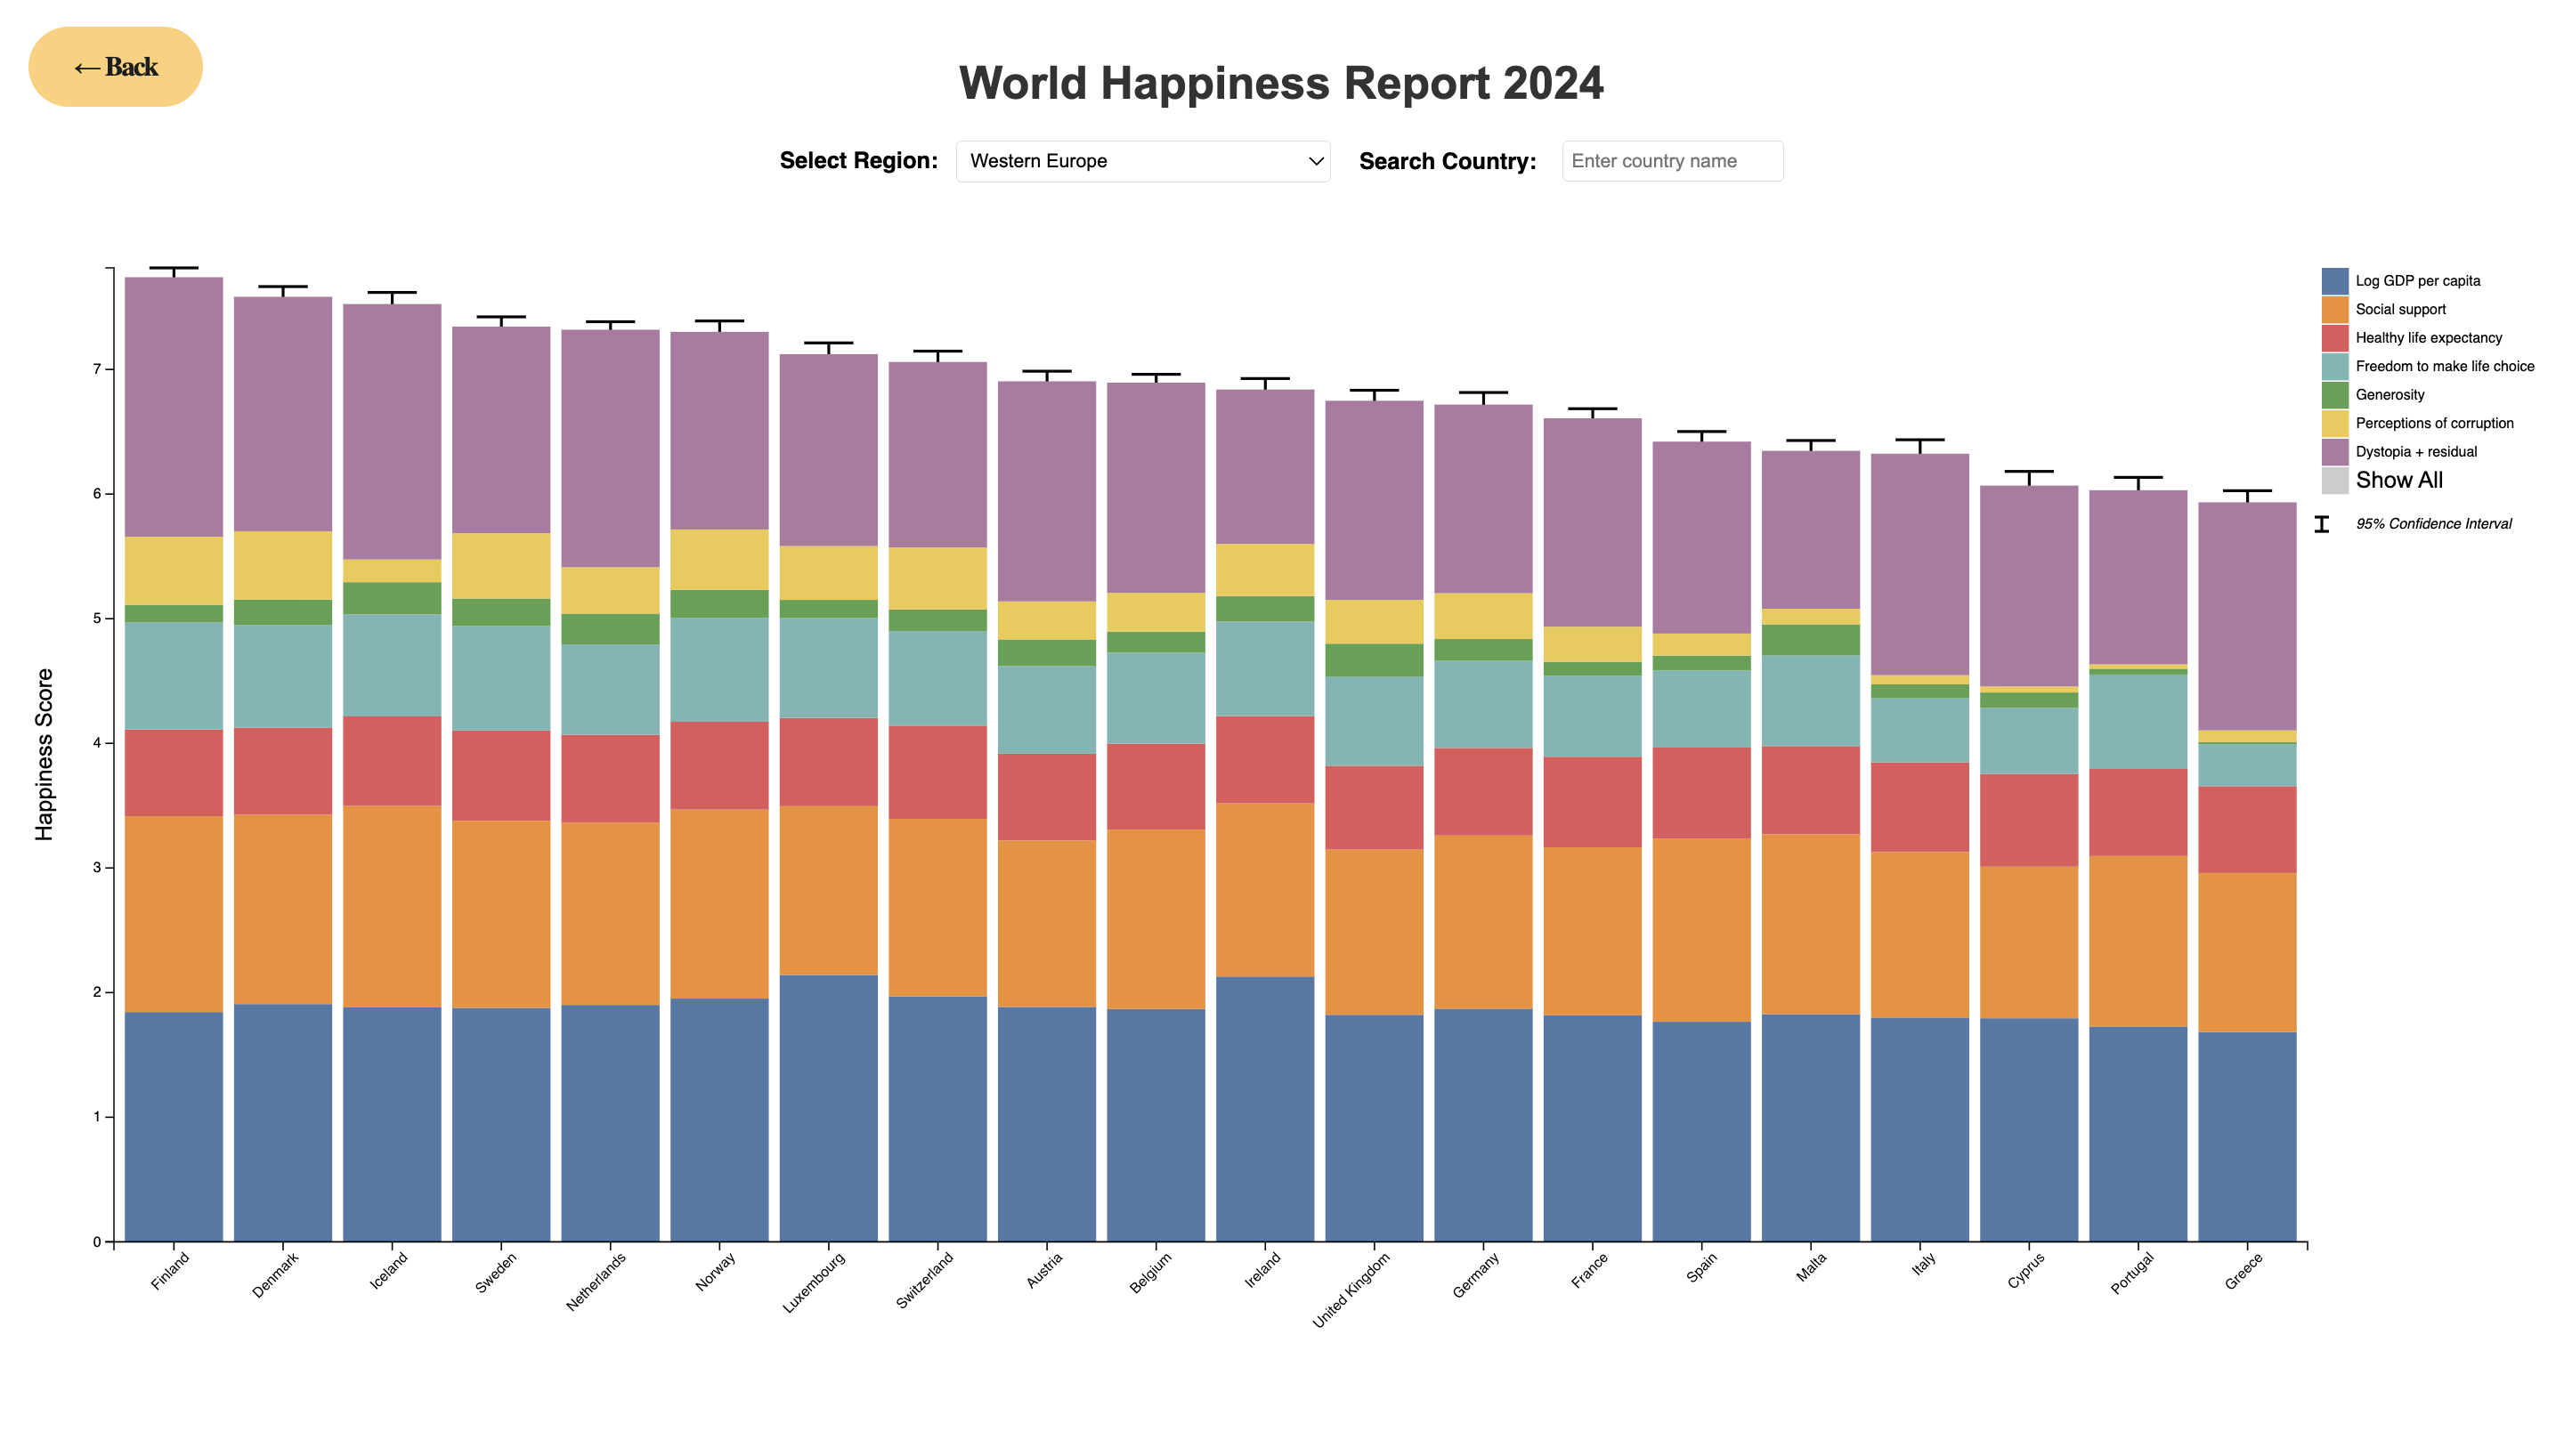 ← Back
World Happiness Report 2024
Select Region: Western Europe Search Country: Enter country name
Happiness Score
7
6
5
4
3
2
1
0
Finland
Denmark
Iceland
Sweden
Netherlands
Norway
Luxembourg
Switzerland
Austria
Belgium
Ireland
United Kingdom
Germany
France
Spain
Malta
Italy
Cyprus
Portugal
Greece
Log GDP per capita
Social support
Healthy life expectancy
Freedom to make life choice
Generosity
Perceptions of corruption
Dystopia + residual
Show All
95% Confidence Interval